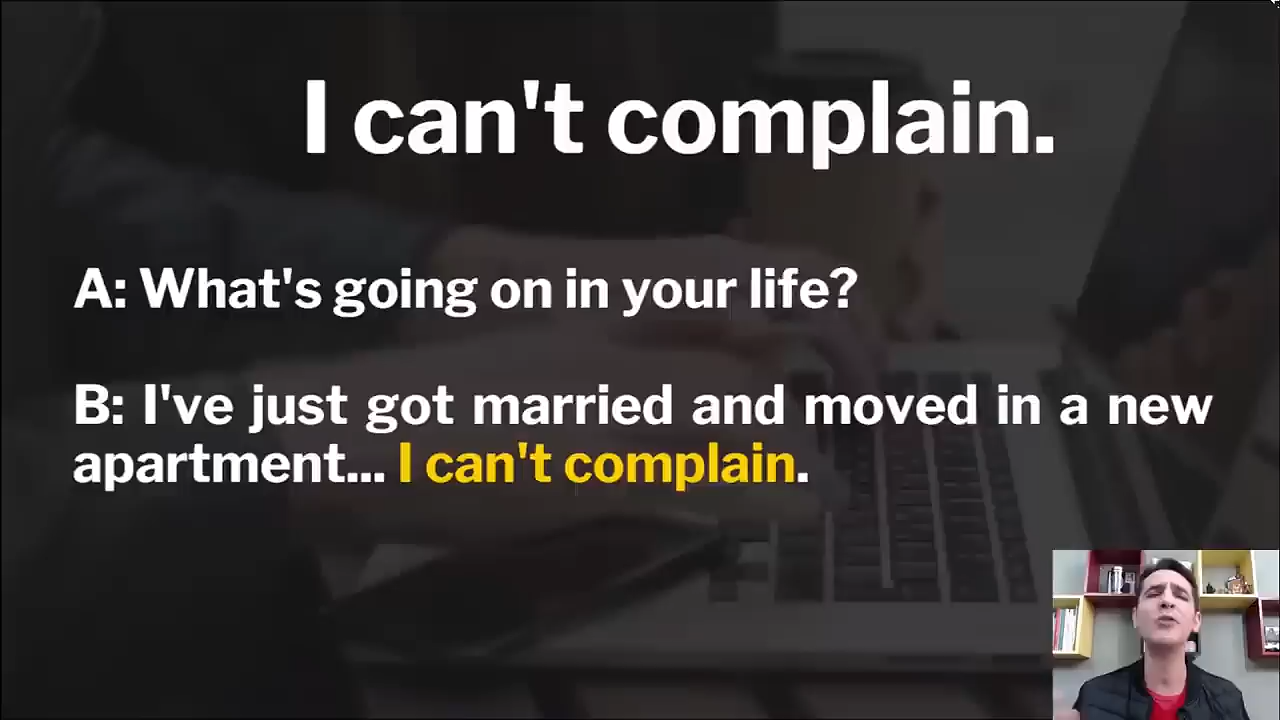 I can't complain.
A: What's going on in your life?
B: I've just got married and moved in a new
apartment... I can't complain.